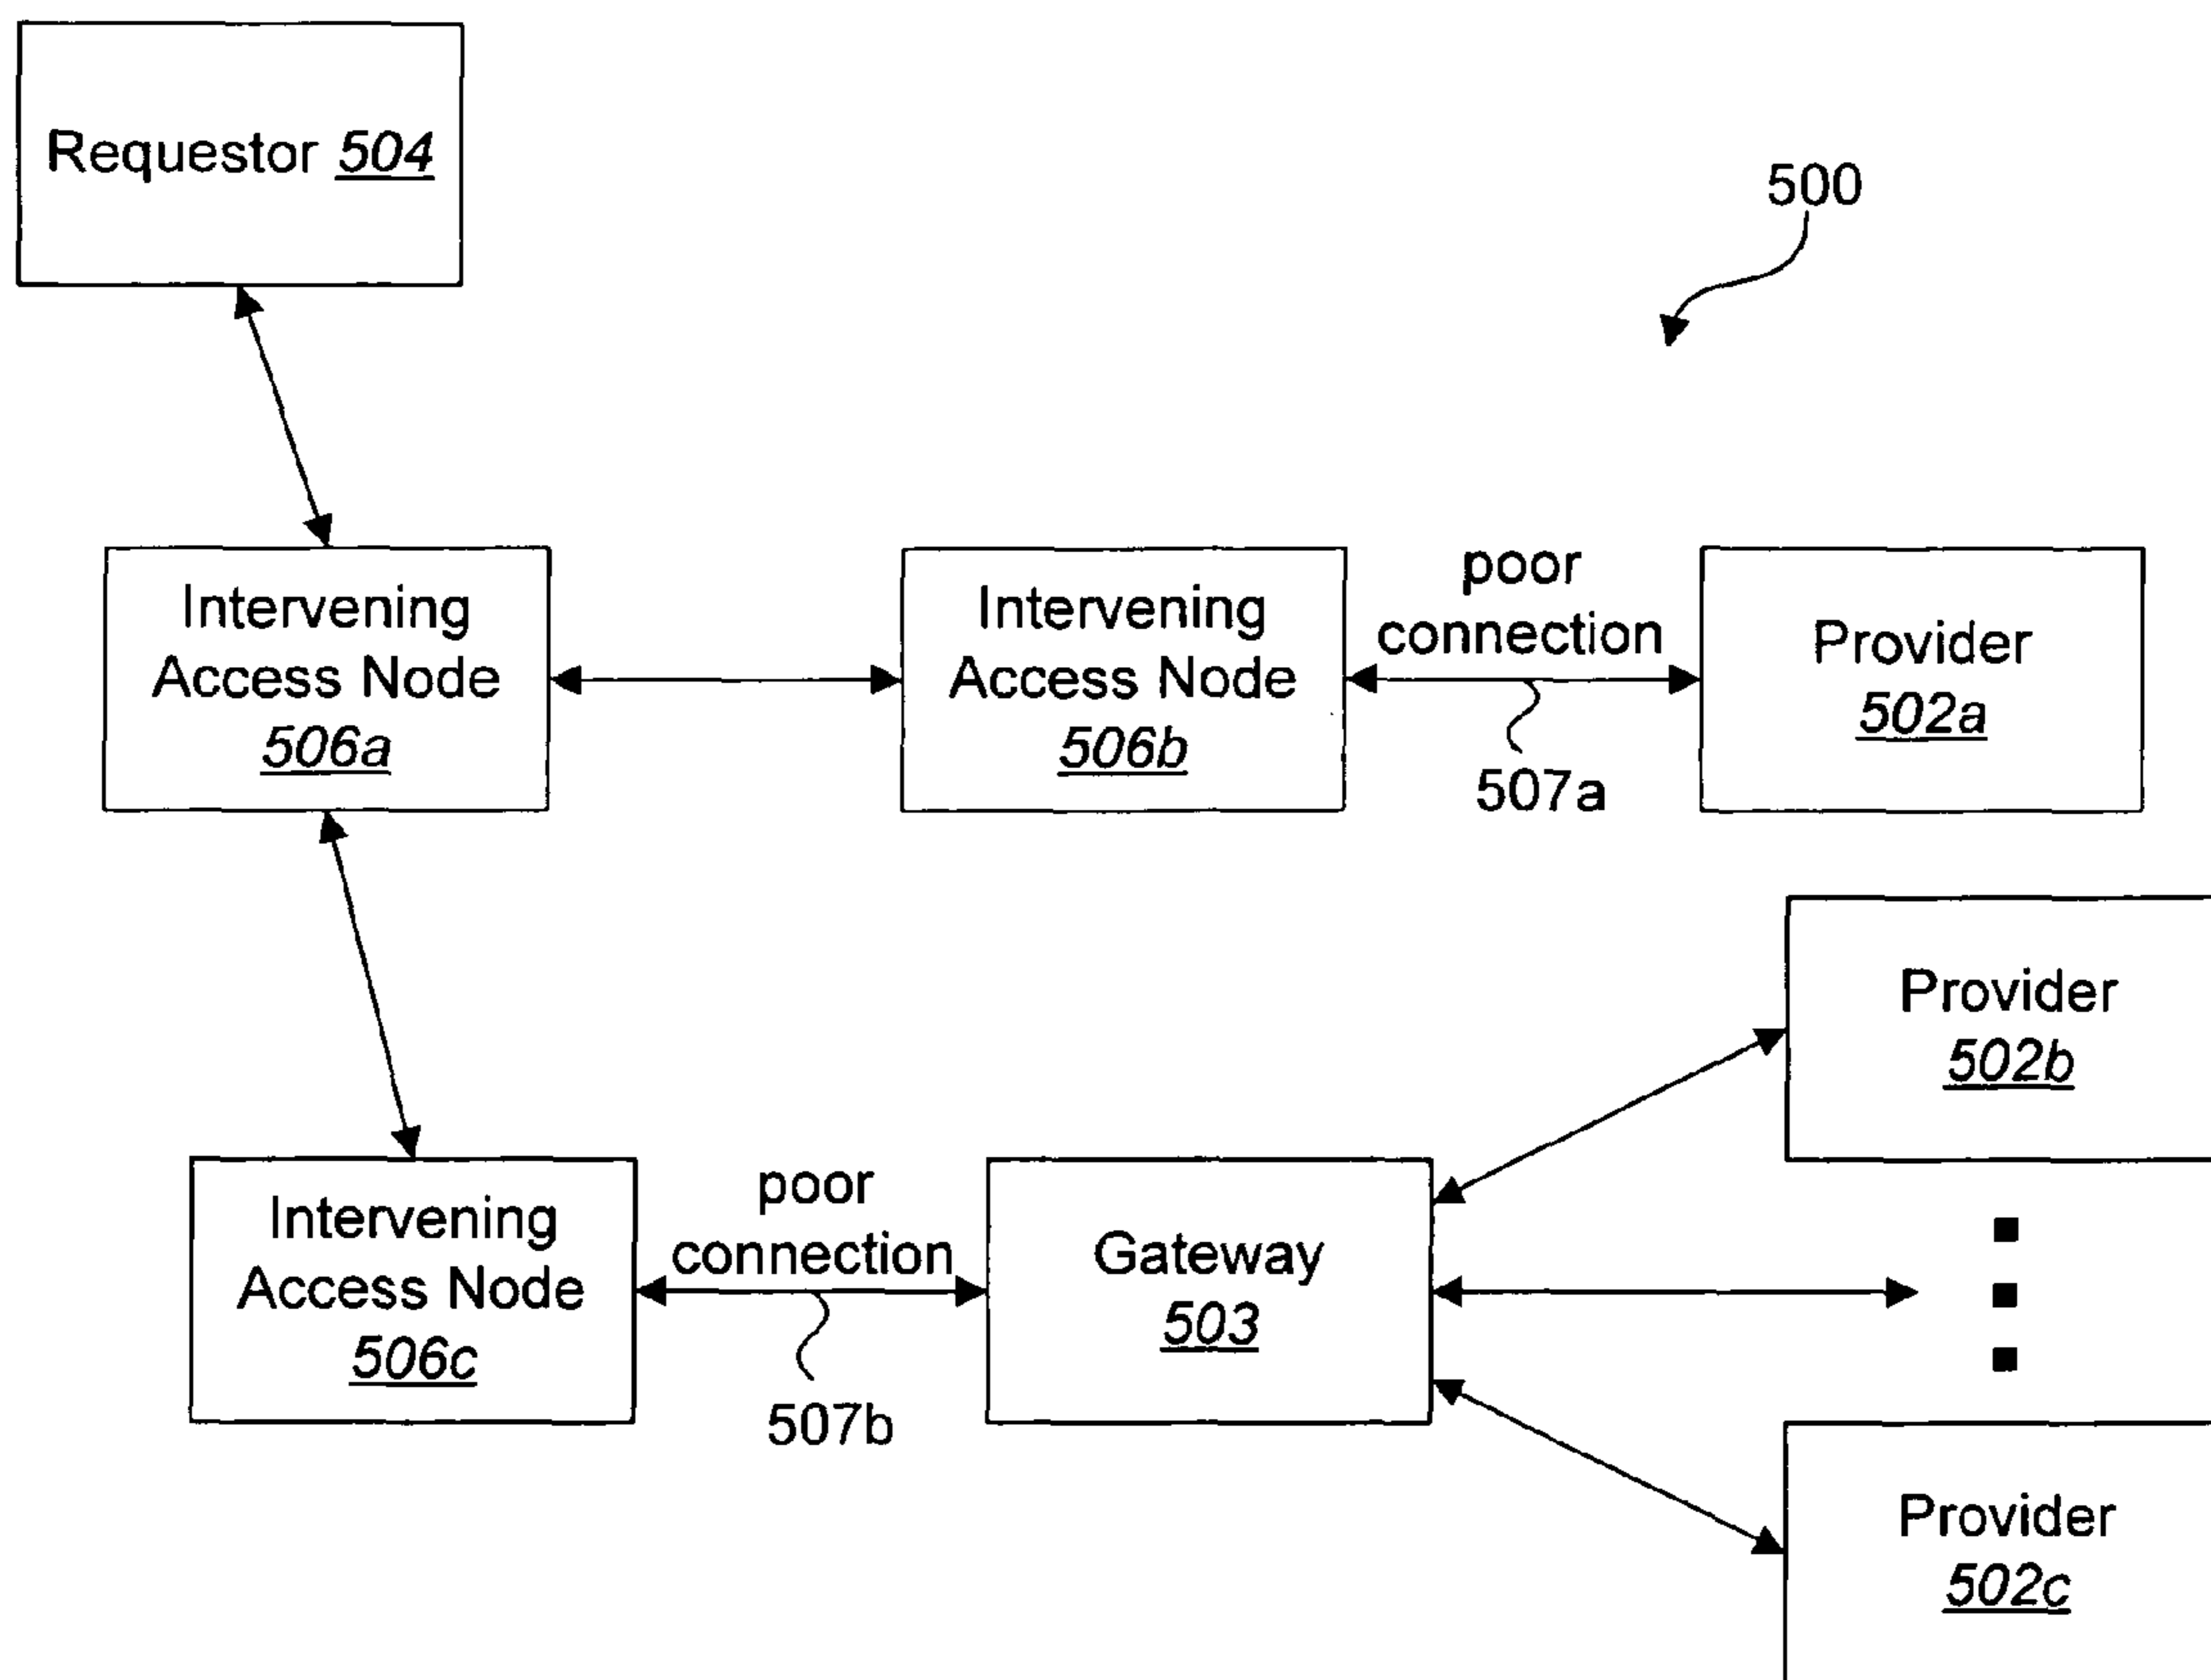 Requestor 504
500
Intervening
Access Node
506a
Intervening
Access Node
506b
poor
connection
507a
Provider
502a
Provider
502b
Intervening
Access Node
506c
poor
connection
507b
Gateway
503
Provider
502c